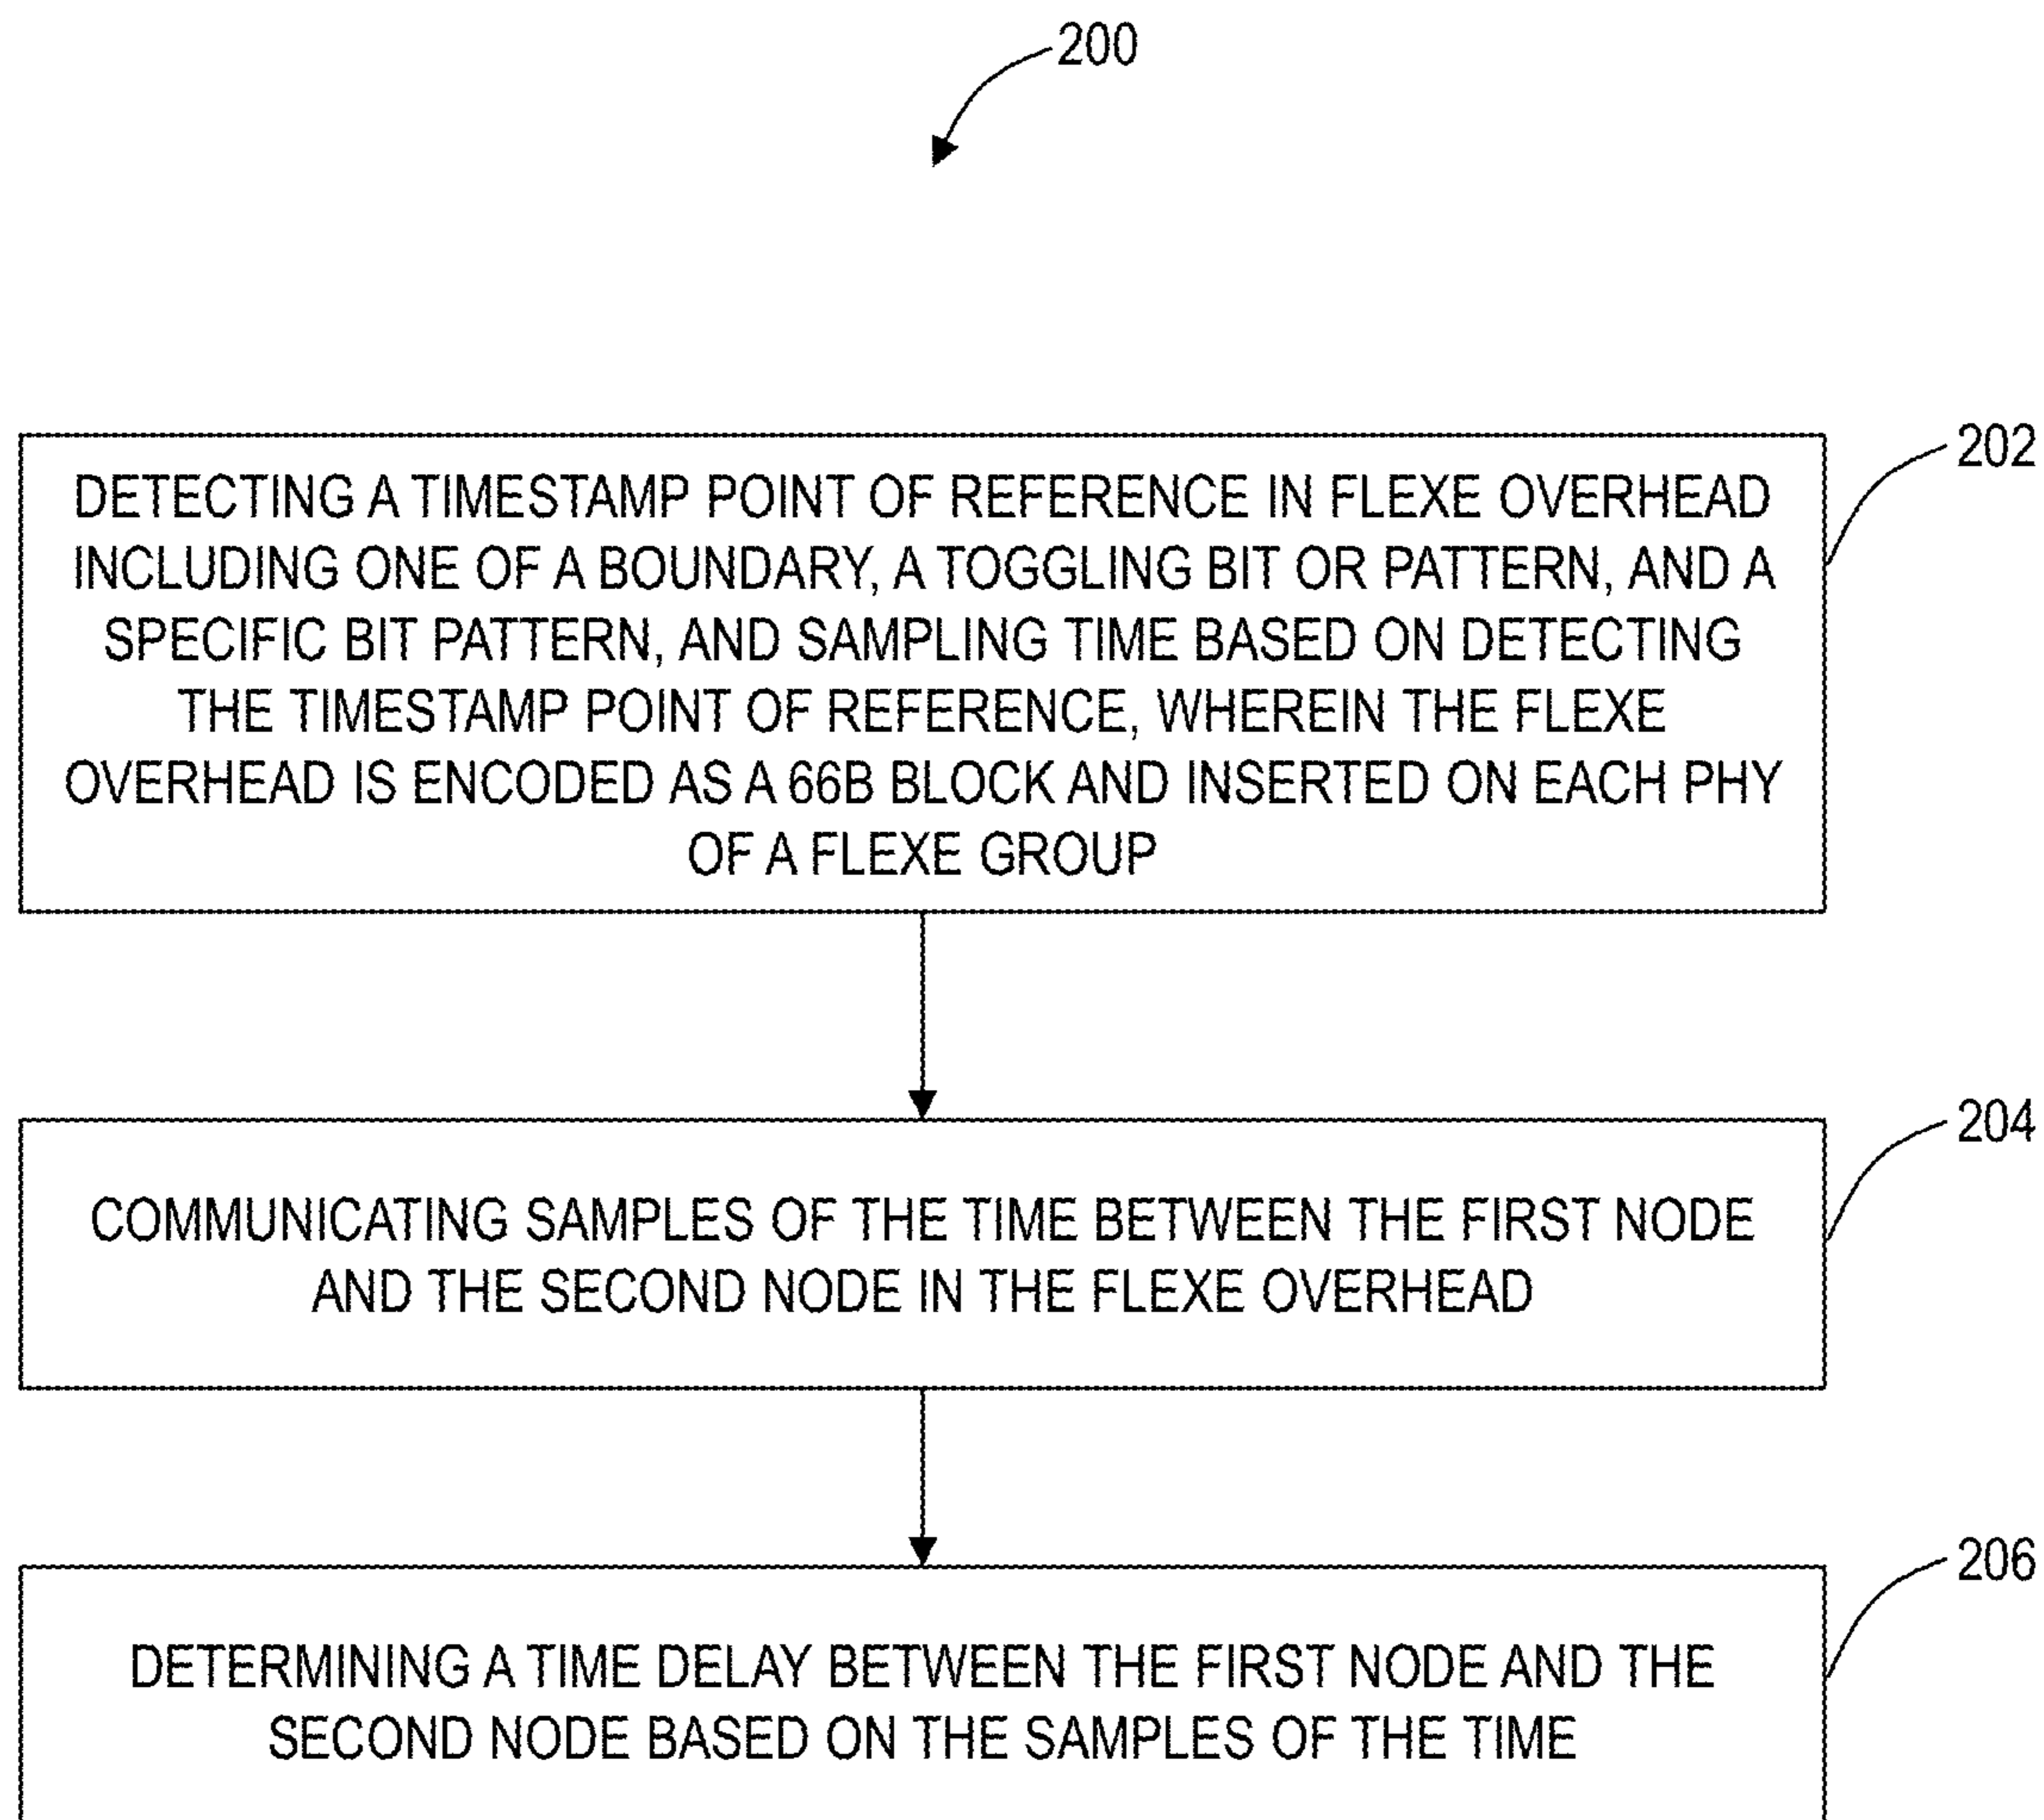 200
202
DETECTING A TIMESTAMP POINT OF REFERENCE IN FLEXE OVERHEAD
INCLUDING ONE OF A BOUNDARY, A TOGGLING BIT OR PATTERN, AND A
SPECIFIC BIT PATTERN, AND SAMPLING TIME BASED ON DETECTING
THE TIMESTAMP POINT OF REFERENCE, WHEREIN THE FLEXE
OVERHEAD IS ENCODED AS A 66B BLOCK AND INSERTED ON EACH PHY
OF A FLEXE GROUP
204
COMMUNICATING SAMPLES OF THE TIME BETWEEN THE FIRST NODE
AND THE SECOND NODE IN THE FLEXE OVERHEAD
206
DETERMINING A TIME DELAY BETWEEN THE FIRST NODE AND THE
SECOND NODE BASED ON THE SAMPLES OF THE TIME